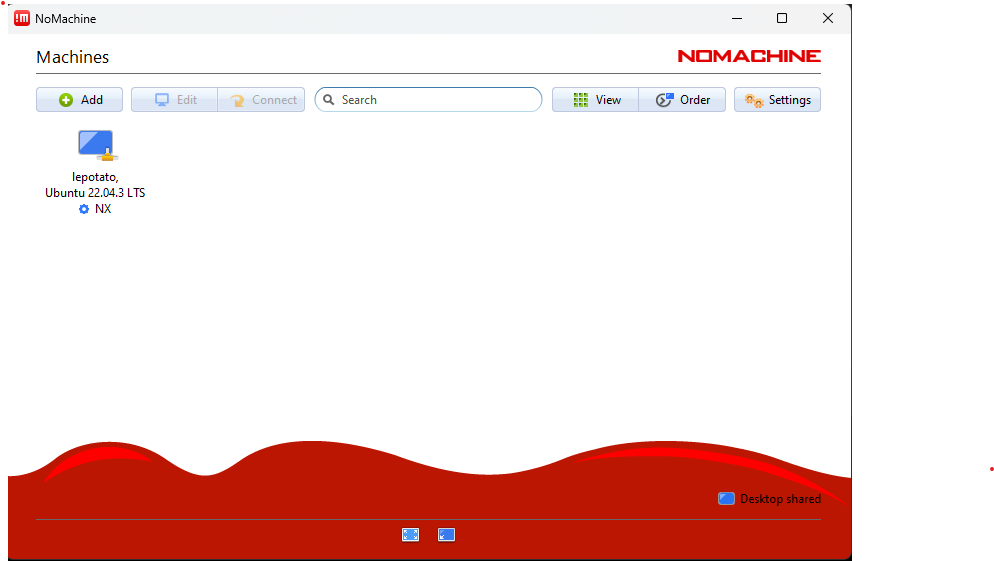 !m NoMachine
Machines
NOMACHINE
Add
Edit
Connect
Search
View
Order
Settings
lepotato,
Ubuntu 22.04.3 LTS
NX
Desktop shared